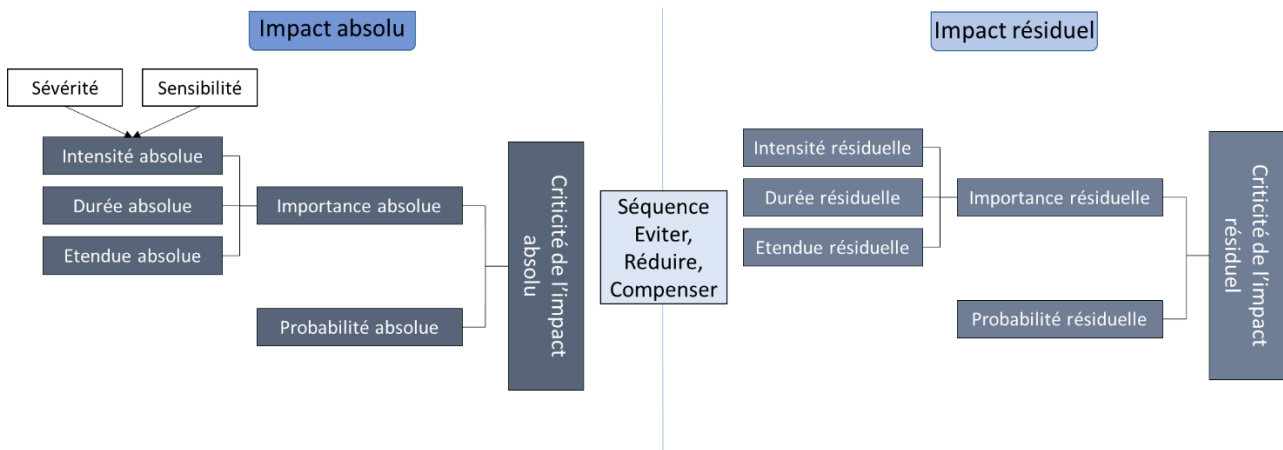 Impact absolu
Sévérité
Sensibilité
Intensité absolue
Durée absolue
Etendue absolue
Importance absolue
Probabilité absolue
Criticité de l'impact
absolu
Séquence
Eviter,
Réduire,
Compenser
Impact résiduel
Intensité résiduelle
Durée résiduelle
Etendue résiduelle
Importance résiduelle
Probabilité résiduelle
Criticité de l'impact
résiduel